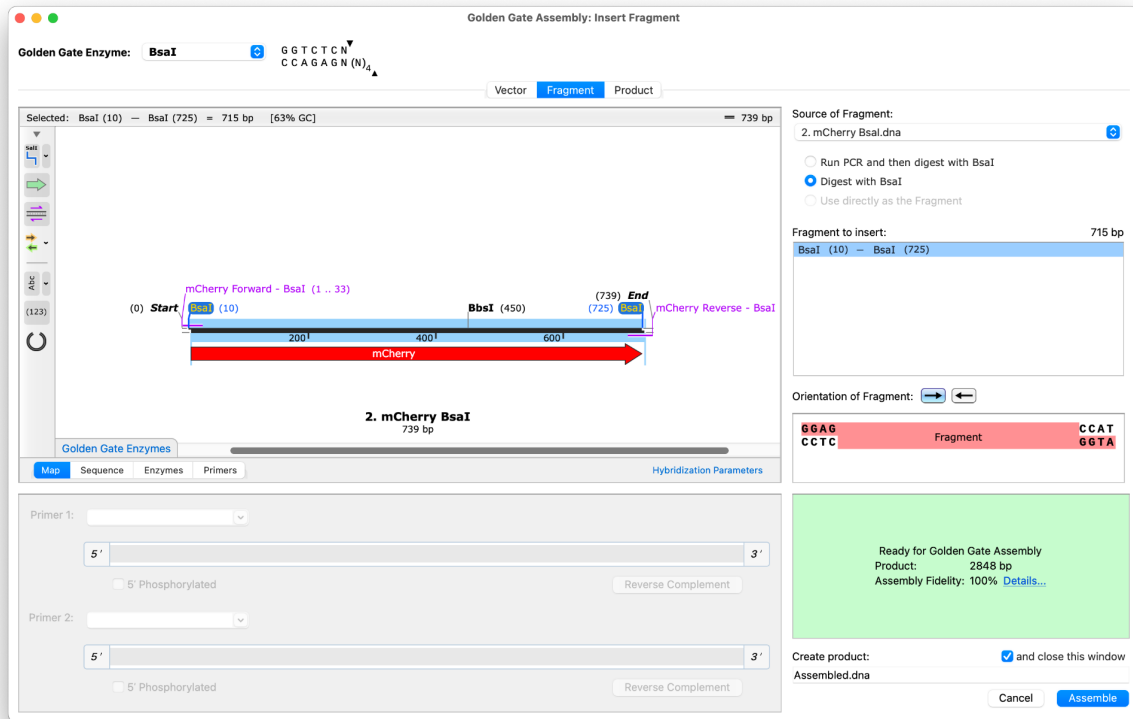 Golden Gate Assembly: Insert Fragment
Golden Gate Enzyme: BsaI
G G T C T C N
C C A G A G N (N)4
Vector Fragment Product
Selected: BsaI (10) — BsaI (725) = 715 bp [63% GC] 739 bp
SalI
Abc
(123)
mCherry Forward - BsaI (1 .. 33)
(739) End
(0) Start BsaI (10) BbsI (450) (725) BsaI mCherry Reverse - BsaI
200 400 600
mCherry
2. mCherry BsaI
739 bp
Golden Gate Enzymes
Map Sequence Enzymes Primers Hybridization Parameters
Source of Fragment:
2. mCherry BsaI.dna
Run PCR and then digest with BsaI
Digest with BsaI
Use directly as the Fragment
Fragment to insert: 715 bp
BsaI (10) — BsaI (725)
Orientation of Fragment:
GGAG CCAT
Fragment
CCTC GGTA
Primer 1:
5' 3'
5' Phosphorylated Reverse Complement
Primer 2:
5' 3'
5' Phosphorylated Reverse Complement
Ready for Golden Gate Assembly
Product: 2848 bp
Assembly Fidelity: 100% Details...
Create product: and close this window
Assembled.dna
Cancel Assemble